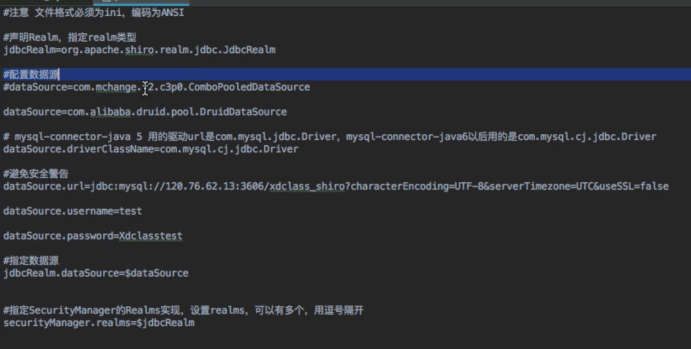 #注意 文件格式必须为ini，编码为ANSI
#声明Realm，指定realm类型
jdbcRealm=org.apache.shiro.realm.jdbc.JdbcRealm
#配置数据源
#dataSource=com.mchange.v2.c3p0.ComboPooledDataSource
dataSource=com.alibaba.druid.pool.DruidDataSource
# mysql-connector-java 5 用的驱动url是com.mysql.jdbc.Driver，mysql-connector-java6以后用的是com.mysql.cj.jdbc.Driver
dataSource.driverClassName=com.mysql.cj.jdbc.Driver
#避免安全警告
dataSource.url=jdbc:mysql://120.76.62.13:3606/xdclass_shiro?characterEncoding=UTF-8&serverTimezone=UTC&useSSL=false
dataSource.username=test
dataSource.password=Xdclasstest
#指定数据源
jdbcRealm.dataSource=$dataSource
#指定SecurityManager的Realms实现，设置realms，可以有多个，用逗号隔开
securityManager.realms=$jdbcRealm